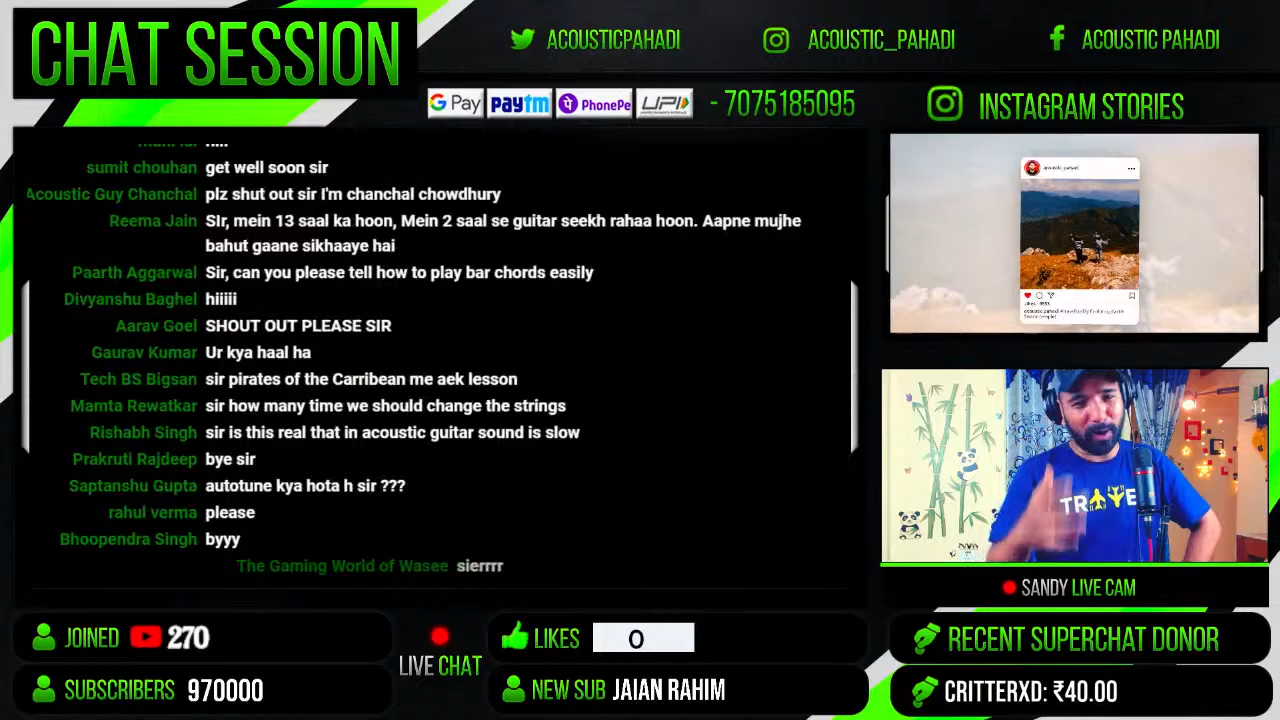 CHAT SESSION
ACOUSTICPAHADI
ACOUSTIC_PAHADI
ACOUSTIC PAHADI
G Pay paytm PhonePe UPI - 7075185095
INSTAGRAM STORIES
sumit chouhan get well soon sir
Acoustic Guy Chanchal plz shut out sir I'm chanchal chowdhury
Reema Jain SIr, mein 13 saal ka hoon, Mein 2 saal se guitar seekh rahaa hoon. Aapne mujhe
bahut gaane sikhaaye hai
Paarth Aggarwal Sir, can you please tell how to play bar chords easily
Divyanshu Baghel hiiiii
Aarav Goel SHOUT OUT PLEASE SIR
Gaurav Kumar Ur kya haal ha
Tech BS Bigsan sir pirates of the Carribean me aek lesson
Mamta Rewatkar sir how many time we should change the strings
Rishabh Singh sir is this real that in acoustic guitar sound is slow
Prakruti Rajdeep bye sir
Saptanshu Gupta autotune kya hota h sir ???
rahul verma please
Bhoopendra Singh byyy
The Gaming World of Wasee sierrrr
acoustic_pahadi
TRAVE
SANDY LIVE CAM
JOINED 270
LIVE CHAT
LIKES 0
RECENT SUPERCHAT DONOR
SUBSCRIBERS 970000
NEW SUB JAIAN RAHIM
CRITTERXD: ₹40.00